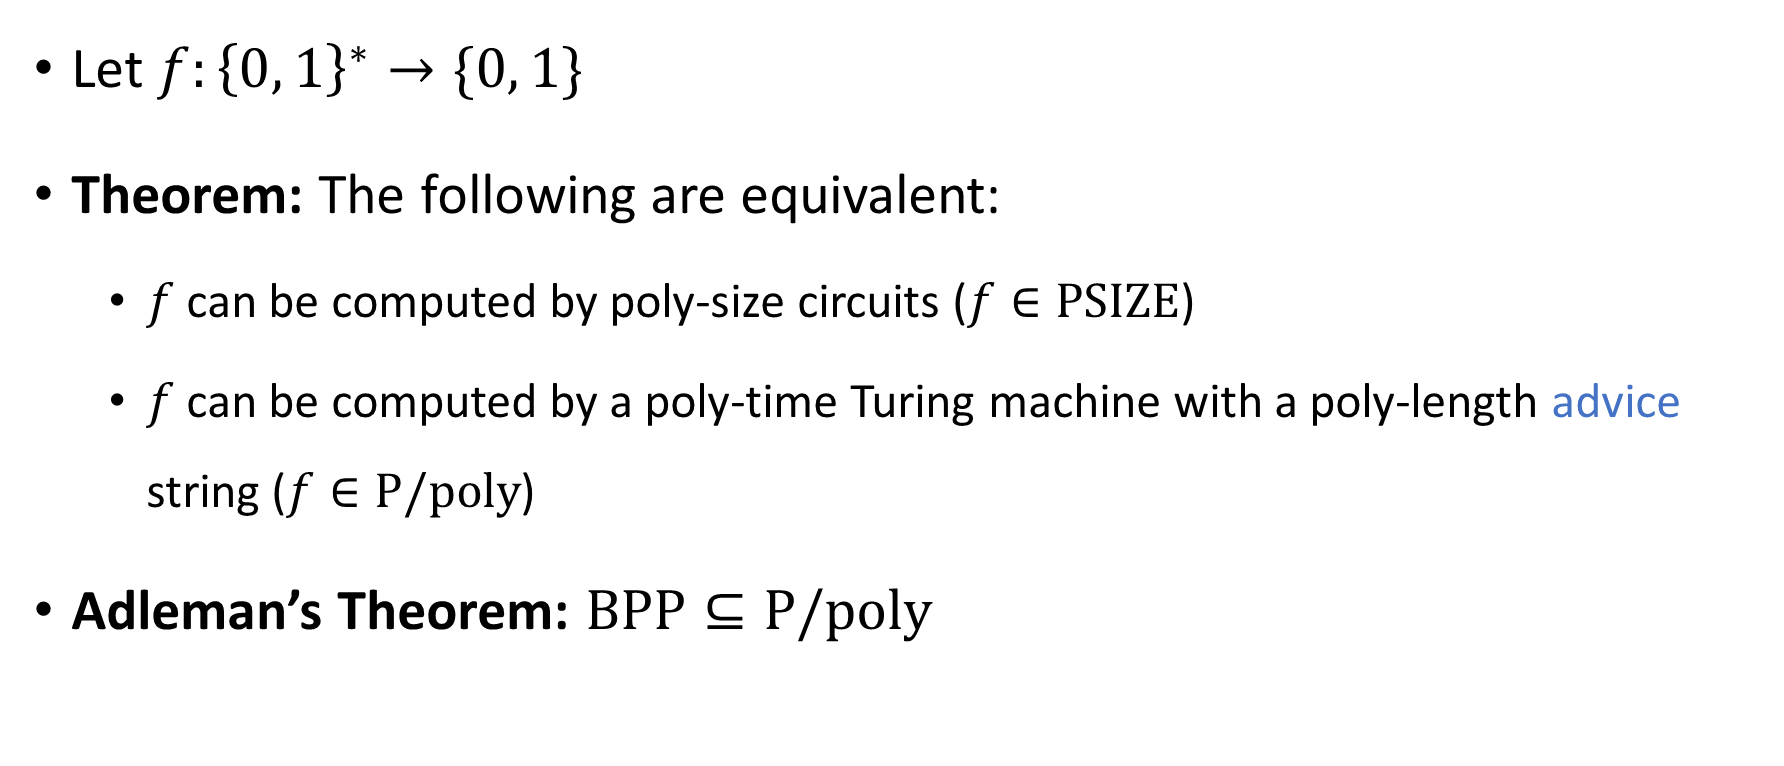 • Let f: {0, 1}* → {0, 1}
• Theorem: The following are equivalent:
• f can be computed by poly-size circuits (f ∈ PSIZE)
• f can be computed by a poly-time Turing machine with a poly-length advice
string (f ∈ P/poly)
• Adleman’s Theorem: BPP ⊆ P/poly